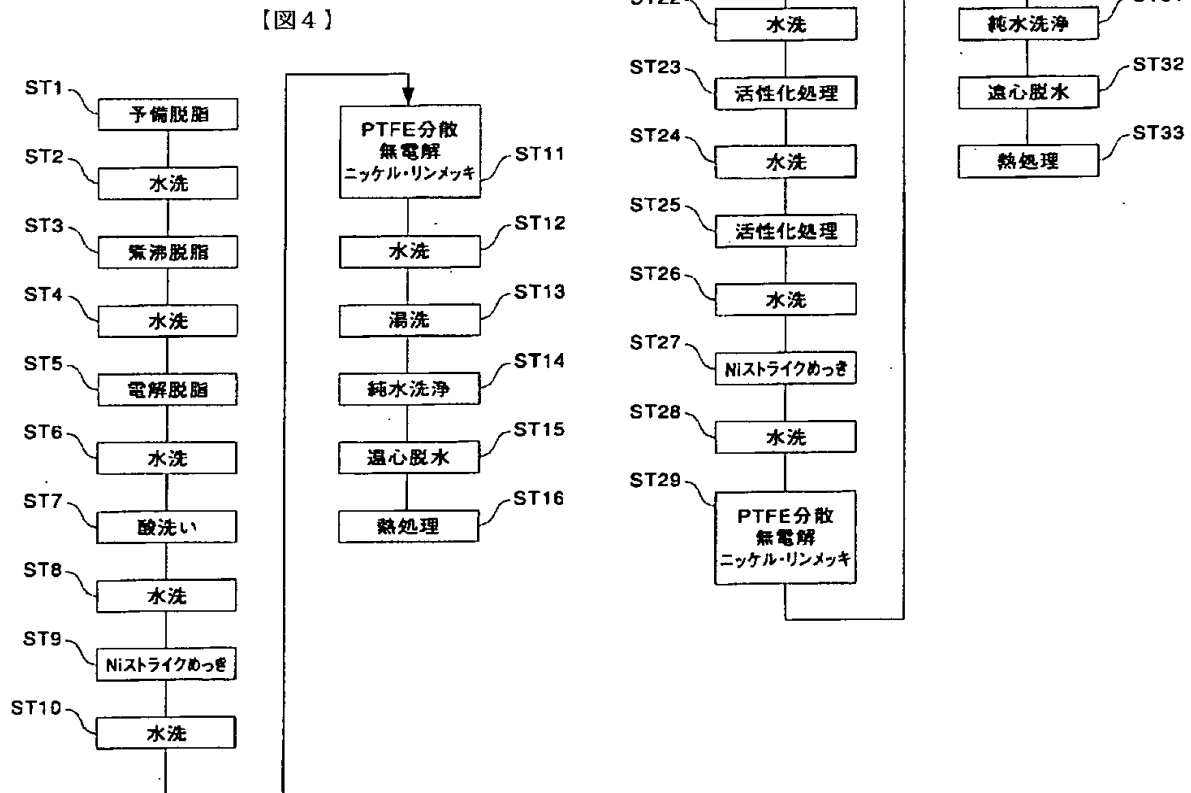 【図4】
ST1
予備脱脂
ST2
水洗
ST3
煮沸脱脂
ST4
水洗
ST5
電解脱脂
ST6
水洗
ST7
酸洗い
ST8
水洗
ST9
Niストライクめっき
ST10
水洗
PTFE分散
無電解
ニッケル・リンメッキ
ST11
水洗
ST12
湯洗
ST13
純水洗浄
ST14
遠心脱水
ST15
熱処理
ST16
水洗
ST23
活性化処理
ST24
水洗
ST25
活性化処理
ST26
水洗
ST27
Niストライクめっき
ST28
水洗
ST29
PTFE分散
無電解
ニッケル・リンメッキ
純水洗浄
ST32
遠心脱水
ST33
熱処理